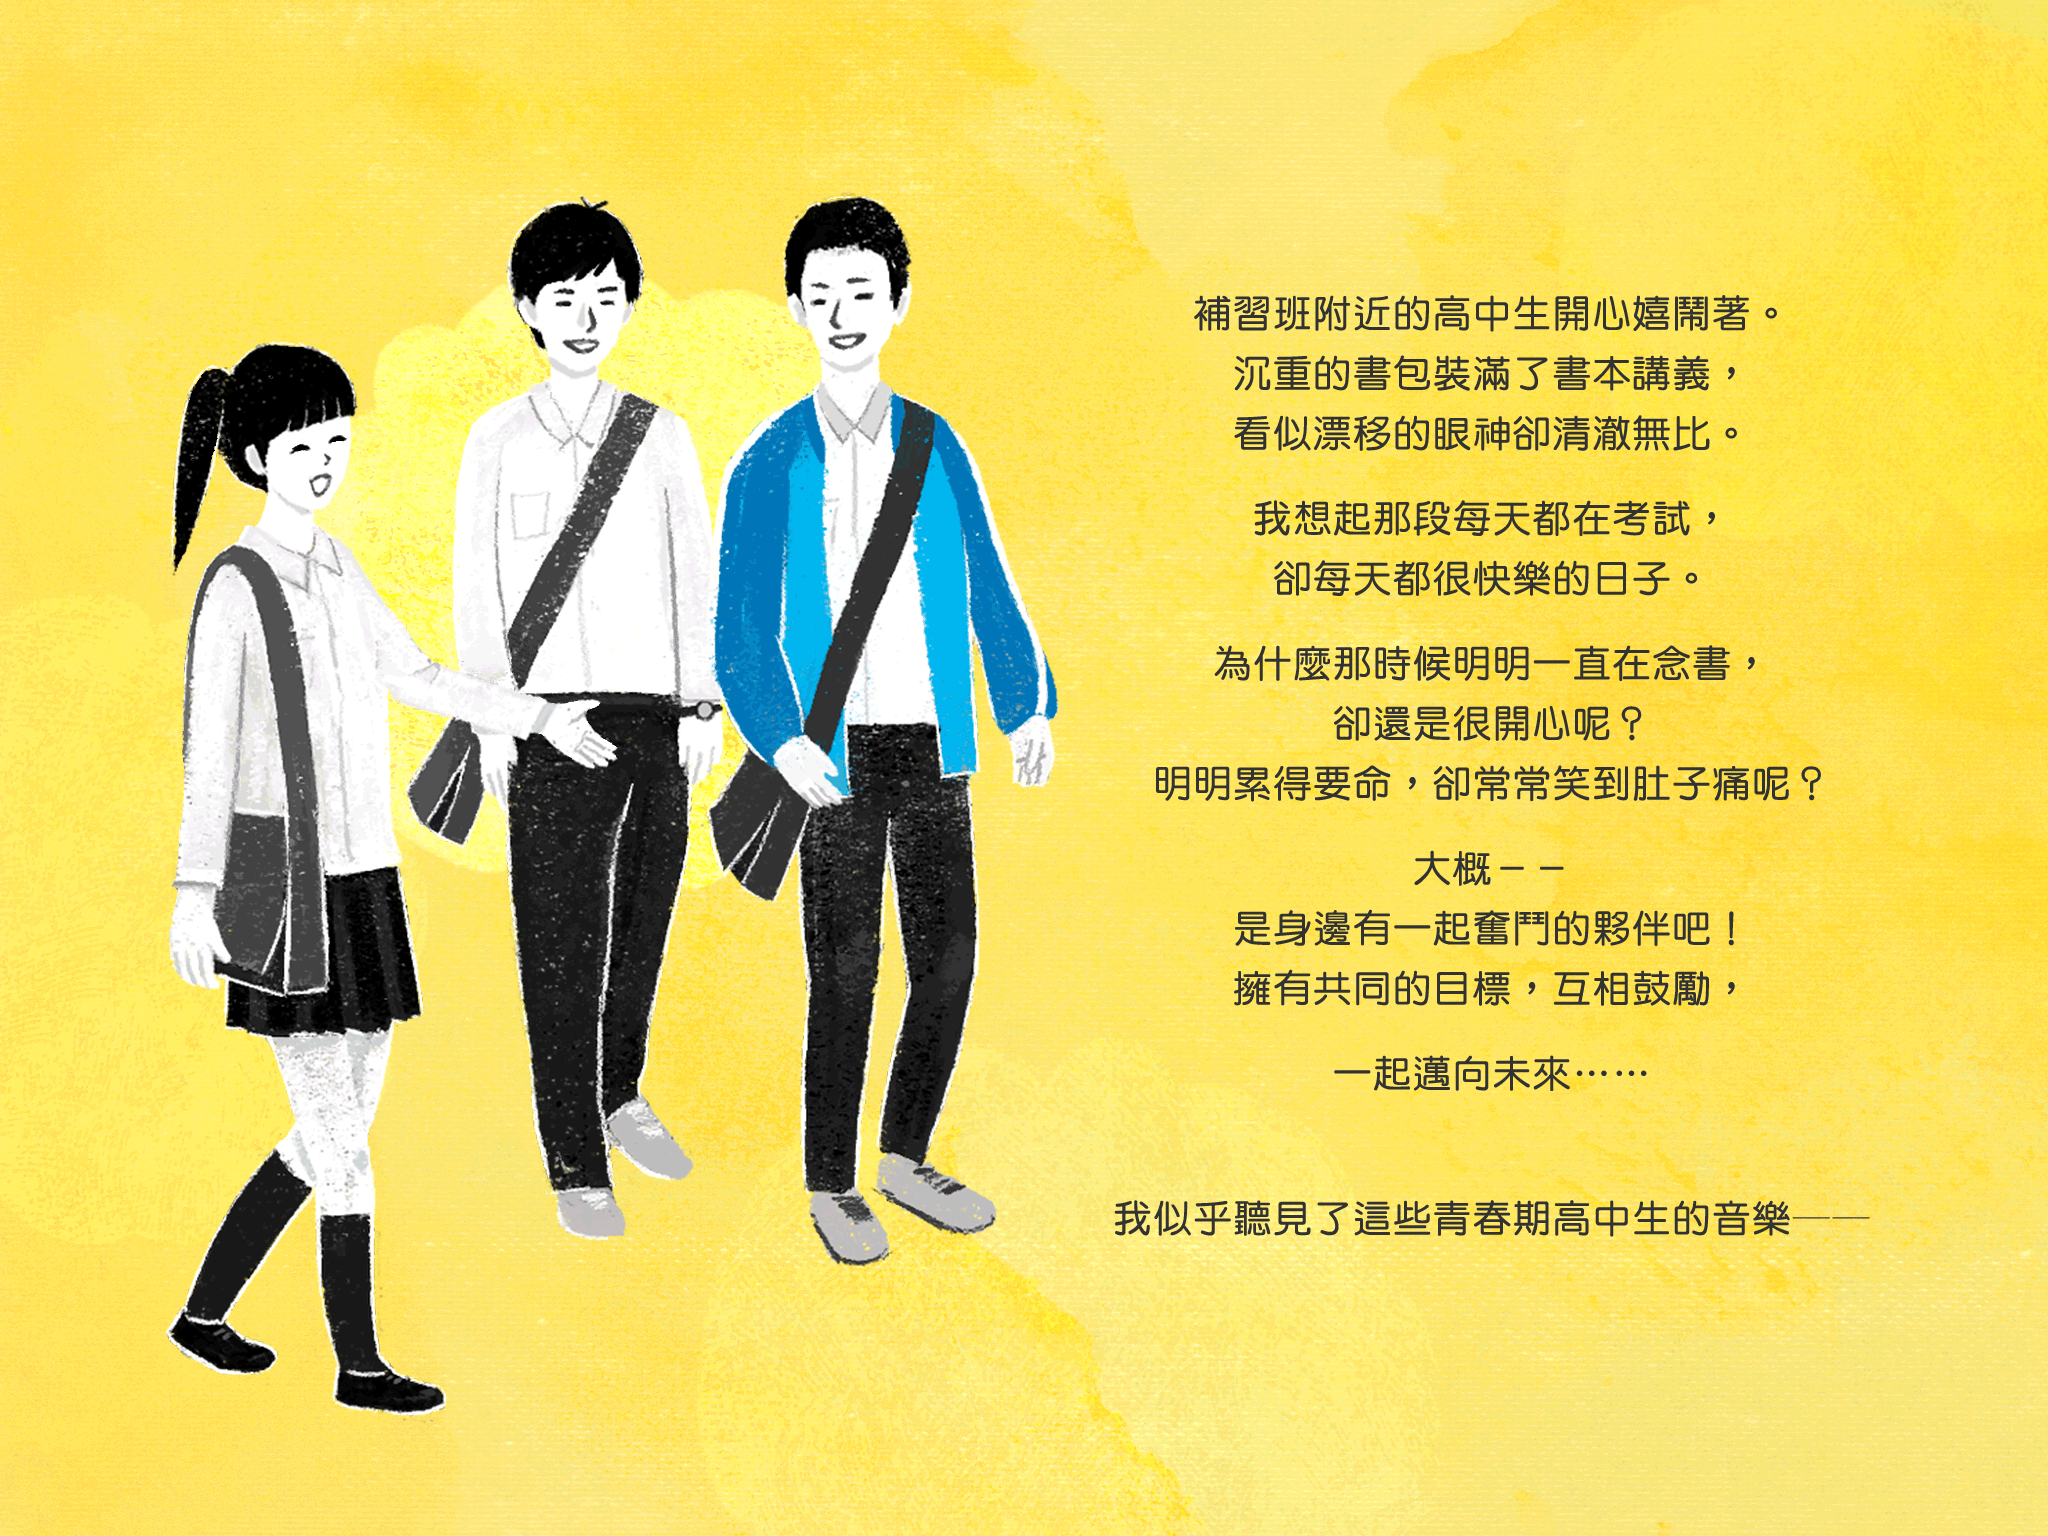 補習班附近的高中生開心嬉鬧著。
沉重的書包裝滿了書本講義，
看似漂移的眼神卻清澈無比。
我想起那段每天都在考試，
卻每天都很快樂的日子。
為什麼那時候明明一直在念書，
卻還是很開心呢？
明明累得要命，卻常常笑到肚子痛呢？
大概－－
是身邊有一起奮鬥的夥伴吧！
擁有共同的目標，互相鼓勵，
一起邁向未來……
我似乎聽見了這些青春期高中生的音樂——